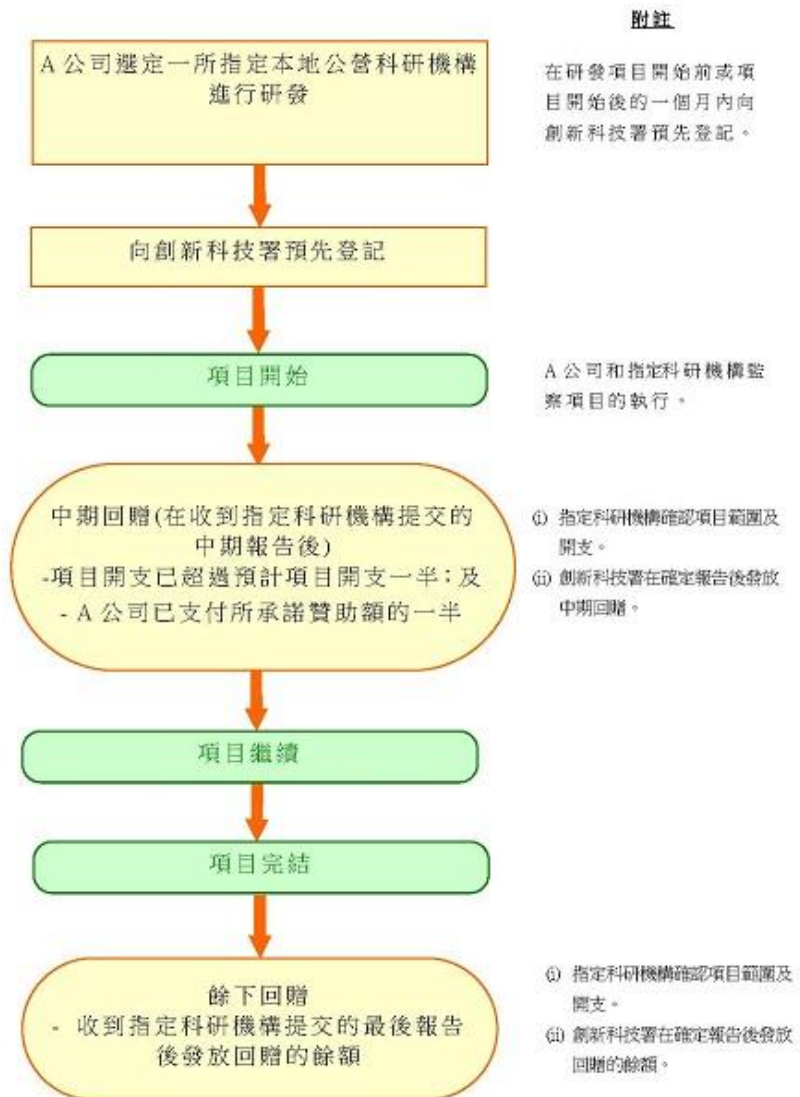 附註
A公司選定一所指定本地公營科研機構
進行研發
在研發項目開始前或項
目開始後的一個月內向
創新科技署預先登記。
向創新科技署預先登記
項目開始
A公司和指定科研機構監
察項目的執行。
中期回贈(在收到指定科研機構提交的
中期報告後)
-項目開支已超過預計項目開支一半;及
- A公司已支付所承諾贊助額的一半
(i) 指定科研機構確認項目範圍及
開支。
(ii) 創新科技署在確定報告後發放
中期回贈。
項目繼續
項目完結
餘下回贈
- 收到指定科研機構提交的最後報告
後發放回贈的餘額
(i) 指定科研機構確認項目範圍及
開支。
(ii) 創新科技署在確定報告後發放
回贈的餘額。